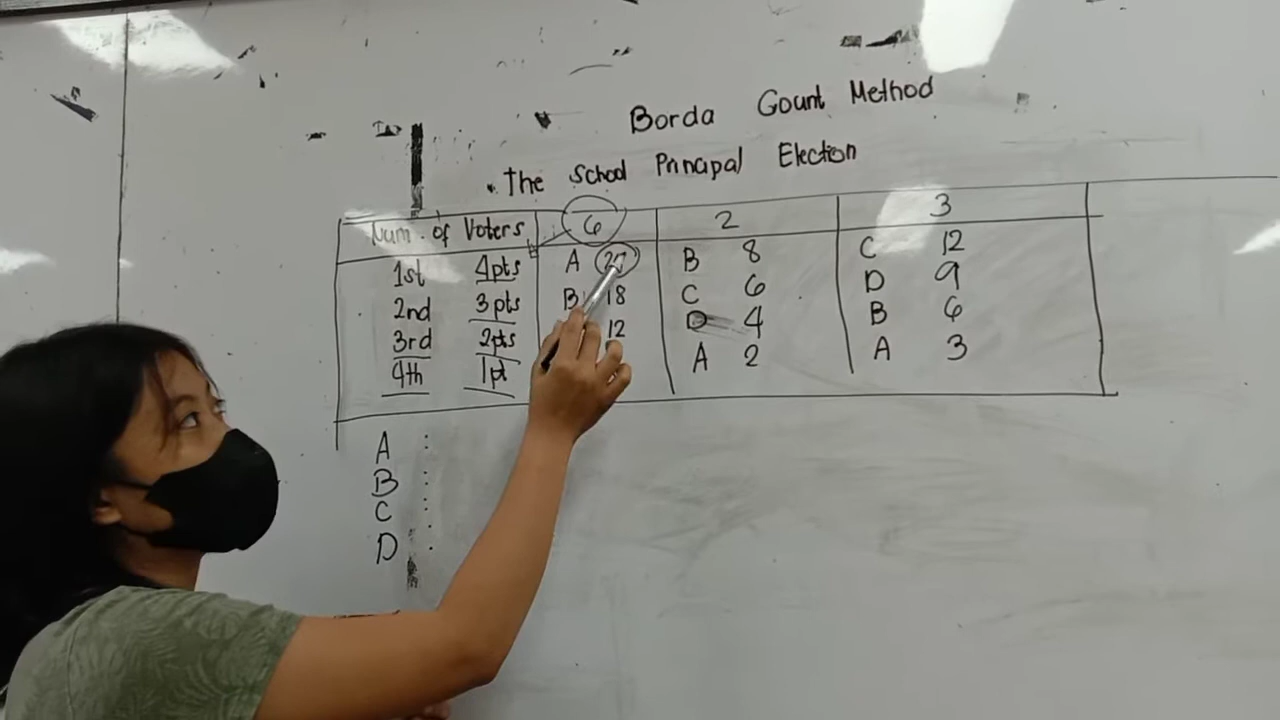 Borda Count Method
The School Principal Election
Num. of Voters 6 2 3
1st 4pts A B 8 C 12
2nd 3pts B 18 C 6 D 9
3rd 2pts 12 D 4 B 6
4th 1pt A 2 A 3
A :
B :
C :
D :